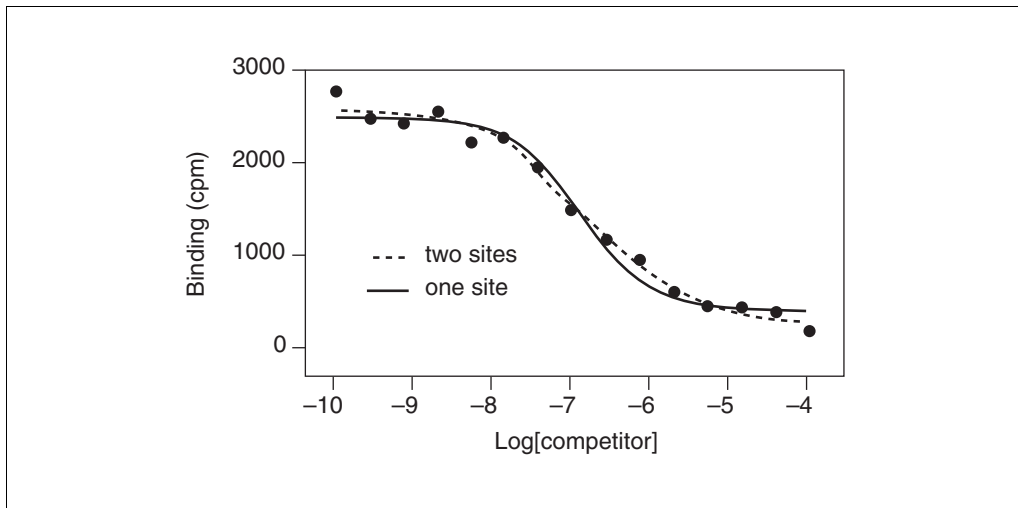 3000
2000
1000
0
Binding (cpm)
two sites
one site
–10 –9 –8 –7 –6 –5 –4
Log[competitor]